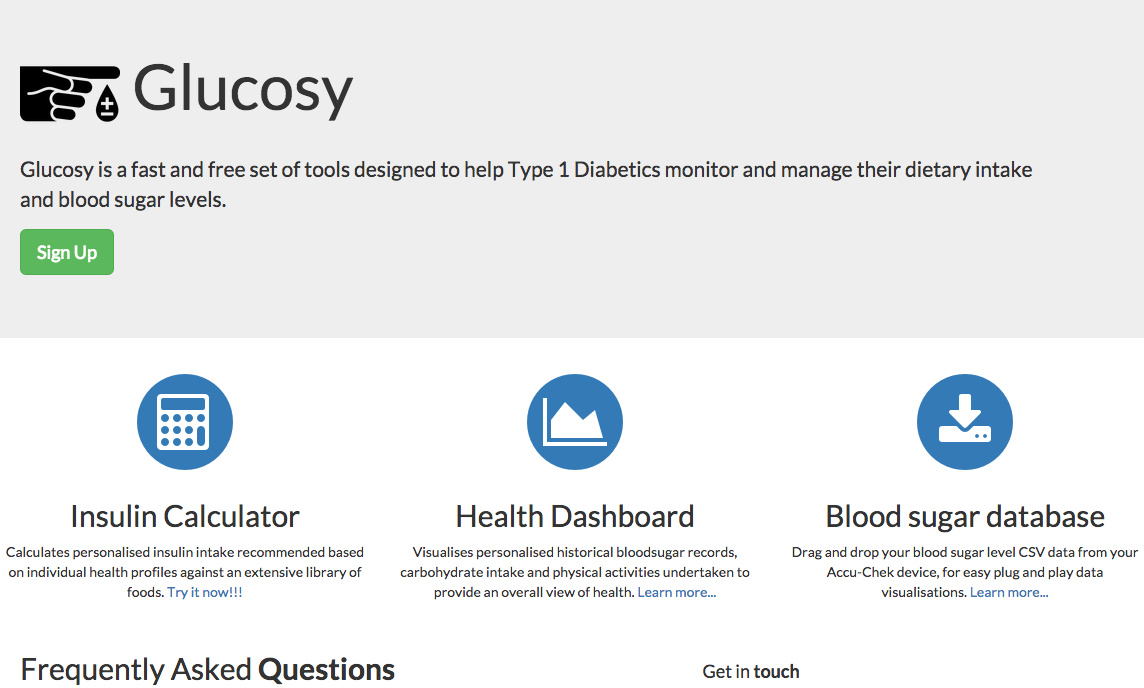 Glucosy
Glucosy is a fast and free set of tools designed to help Type 1 Diabetics monitor and manage their dietary intake
and blood sugar levels.
Sign Up
Insulin Calculator
Calculates personalised insulin intake recommended based
on individual health profiles against an extensive library of
foods. Try it now!!!
Health Dashboard
Visualises personalised historical bloodsugar records,
carbohydrate intake and physical activities undertaken to
provide an overall view of health. Learn more...
Blood sugar database
Drag and drop your blood sugar level CSV data from your
Accu-Chek device, for easy plug and play data
visualisations. Learn more...
Frequently Asked Questions
Get in touch